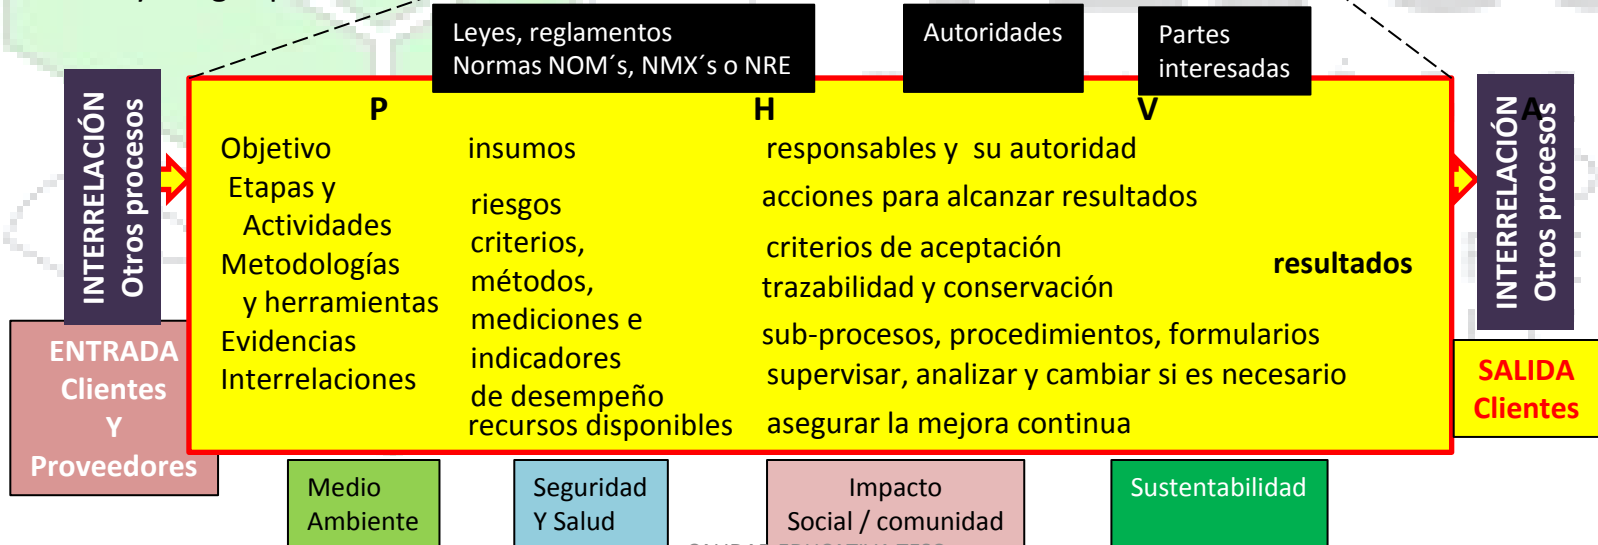 Leyes, reglamentos
Normas NOM´s, NMX´s o NRE
Autoridades
Partes
interesadas
INTERRELACIÓN
Otros procesos
ENTRADA
Clientes
Y
Proveedores
P
H
V
A
Objetivo
Etapas y
Actividades
Metodologías
y herramientas
Evidencias
Interrelaciones
insumos
riesgos
criterios,
métodos,
mediciones e
indicadores
de desempeño
recursos disponibles
responsables y su autoridad
acciones para alcanzar resultados
criterios de aceptación
trazabilidad y conservación
sub-procesos, procedimientos, formularios
supervisar, analizar y cambiar si es necesario
asegurar la mejora continua
resultados
INTERRELACIÓN
Otros procesos
SALIDA
Clientes
Medio
Ambiente
Seguridad
Y Salud
Impacto
Social / comunidad
Sustentabilidad